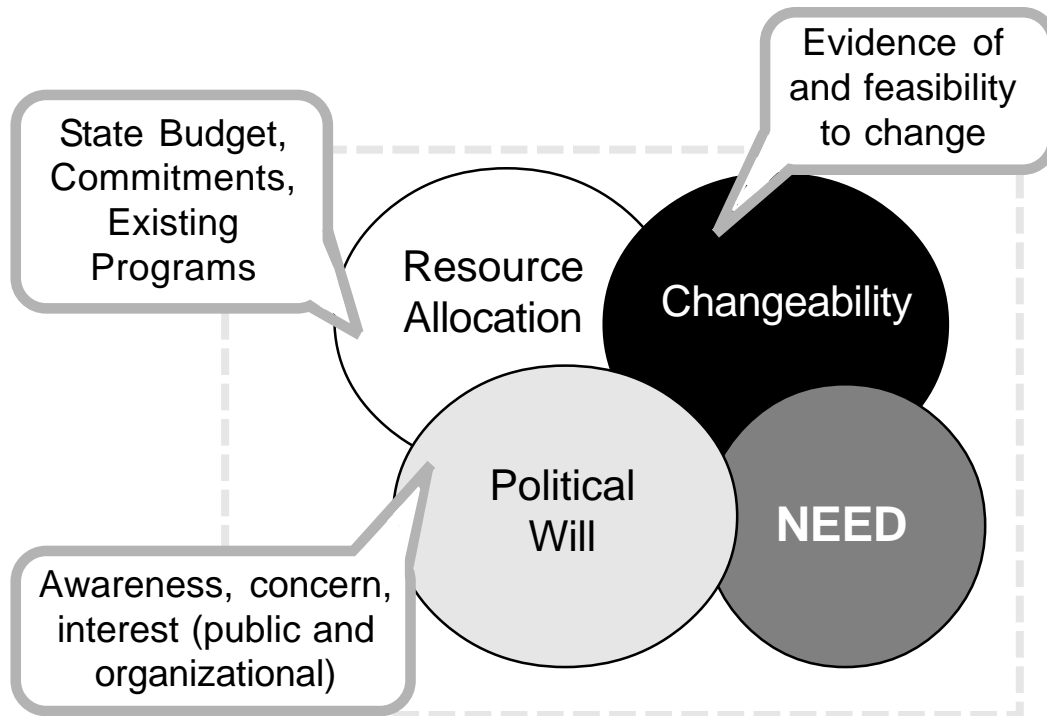 Evidence of
and feasibility
to change
State Budget,
Commitments,
Existing
Programs
Resource
Allocation
Changeability
Political
Will
NEED
Awareness, concern,
interest (public and
organizational)